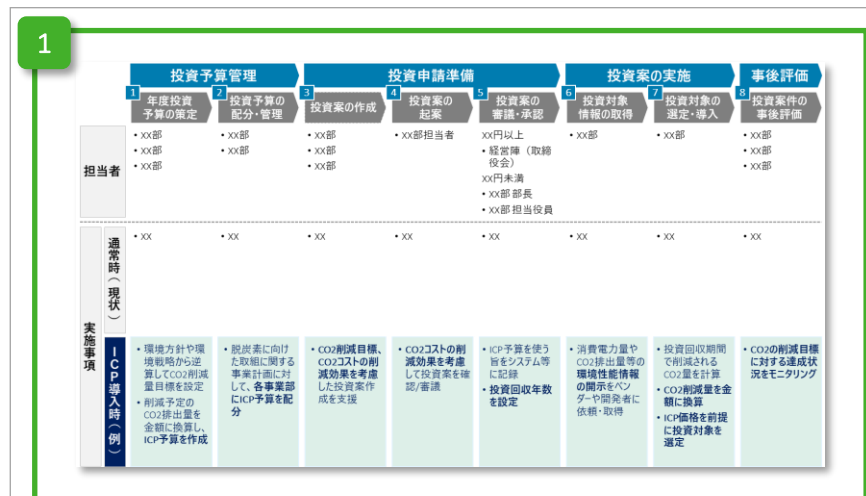 1
投資予算管理
投資申請準備
投資案の実施
事後評価
1
年度投資
予算の策定
2
投資予算の
配分・管理
3
投資案の作成
4
投資案の
起案
5
投資案の
審議・承認
6
投資対象
情報の取得
7
投資対象の
選定・導入
8
投資案件の
事後評価
担当者
• XX部
• XX部
• XX部
• XX部
• XX部
• XX部
• XX部
• XX部
• XX部担当者
XX円以上
• 経営陣（取締
役会）
XX円未満
• XX部部長
• XX部担当役員
• XX部
• XX部
• XX部
• XX部
• XX部
実施事項
通常時（現状）
• XX
• XX
• XX
• XX
• XX
• XX
• XX
• XX
ICP導入時（例）
• 環境方針や環
境戦略から逆
算してCO2削減
量目標を設定
• 削減予定の
CO2排出量を
金額に換算し、
ICP予算を作成
• 脱炭素に向け
た取組に関する
事業計画に対
して、各事業部
にICP予算を配
分
• CO2削減目標、
CO2コストの削
減効果を考慮
した投資案作
成を支援
• CO2コストの削
減効果を考慮
して投資案を確
認/審議
• ICP予算を使う
旨をシステム等
に記録
• 投資回収年数
を設定
• 消費電力量や
CO2排出量等の
環境性能情報
の開示をベン
ダーや開発者に
依頼・取得
• 投資回収期間
で削減される
CO2量を計算
• CO2削減量を金
額に換算
• ICP価格を前提
に投資対象を
選定
• CO2の削減目標
に対する達成状
況をモニタリング